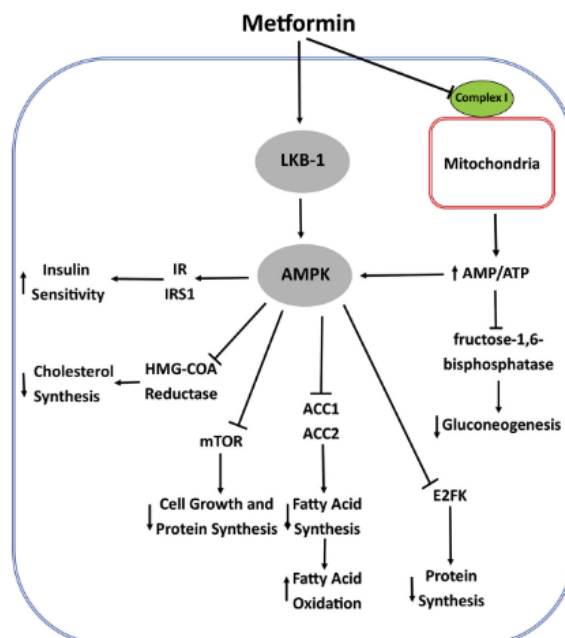 Metformin
Complex I
LKB-1
Mitochondria
Insulin
Sensitivity
IR
IRS1
AMPK
AMP/ATP
fructose-1,6-
bisphosphatase
Cholesterol
Synthesis
HMG-COA
Reductase
ACC1
ACC2
Gluconeogenesis
mTOR
E2FK
Cell Growth and
Protein Synthesis
Fatty Acid
Synthesis
Fatty Acid
Oxidation
Protein
Synthesis